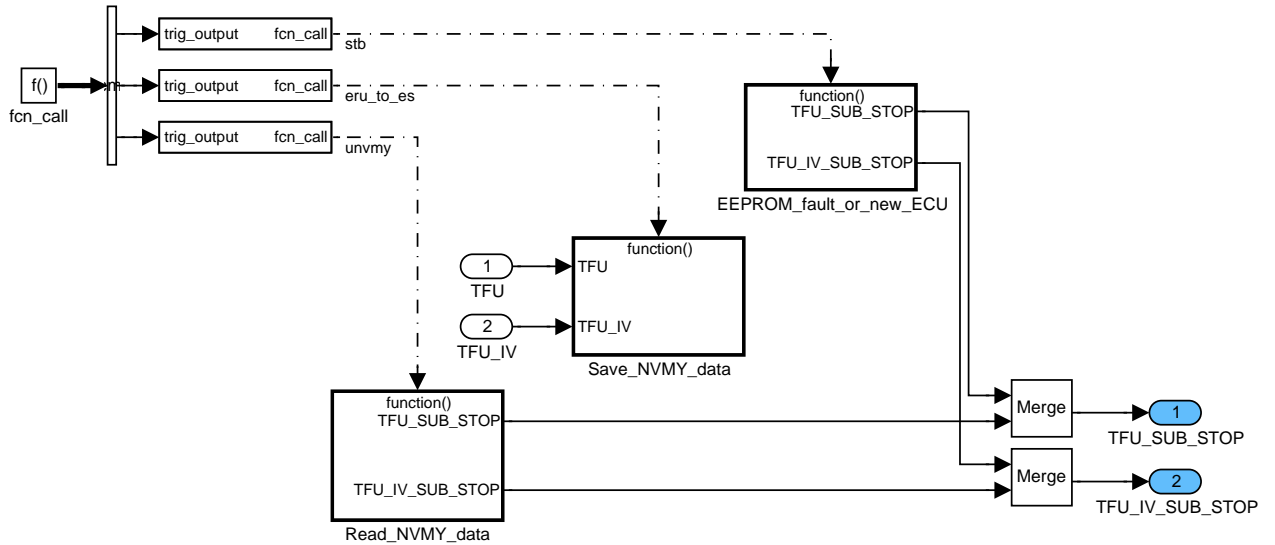 trig_output fcn_call
stb
f()
fcn_call
trig_output fcn_call
eru_to_es
trig_output fcn_call
unvmy
function()
TFU_SUB_STOP
TFU_IV_SUB_STOP
EEPROM_fault_or_new_ECU
function()
1
TFU
TFU
2
TFU_IV
TFU_IV
Save_NVMY_data
function()
TFU_SUB_STOP
TFU_IV_SUB_STOP
Read_NVMY_data
Merge
1
TFU_SUB_STOP
Merge
2
TFU_IV_SUB_STOP